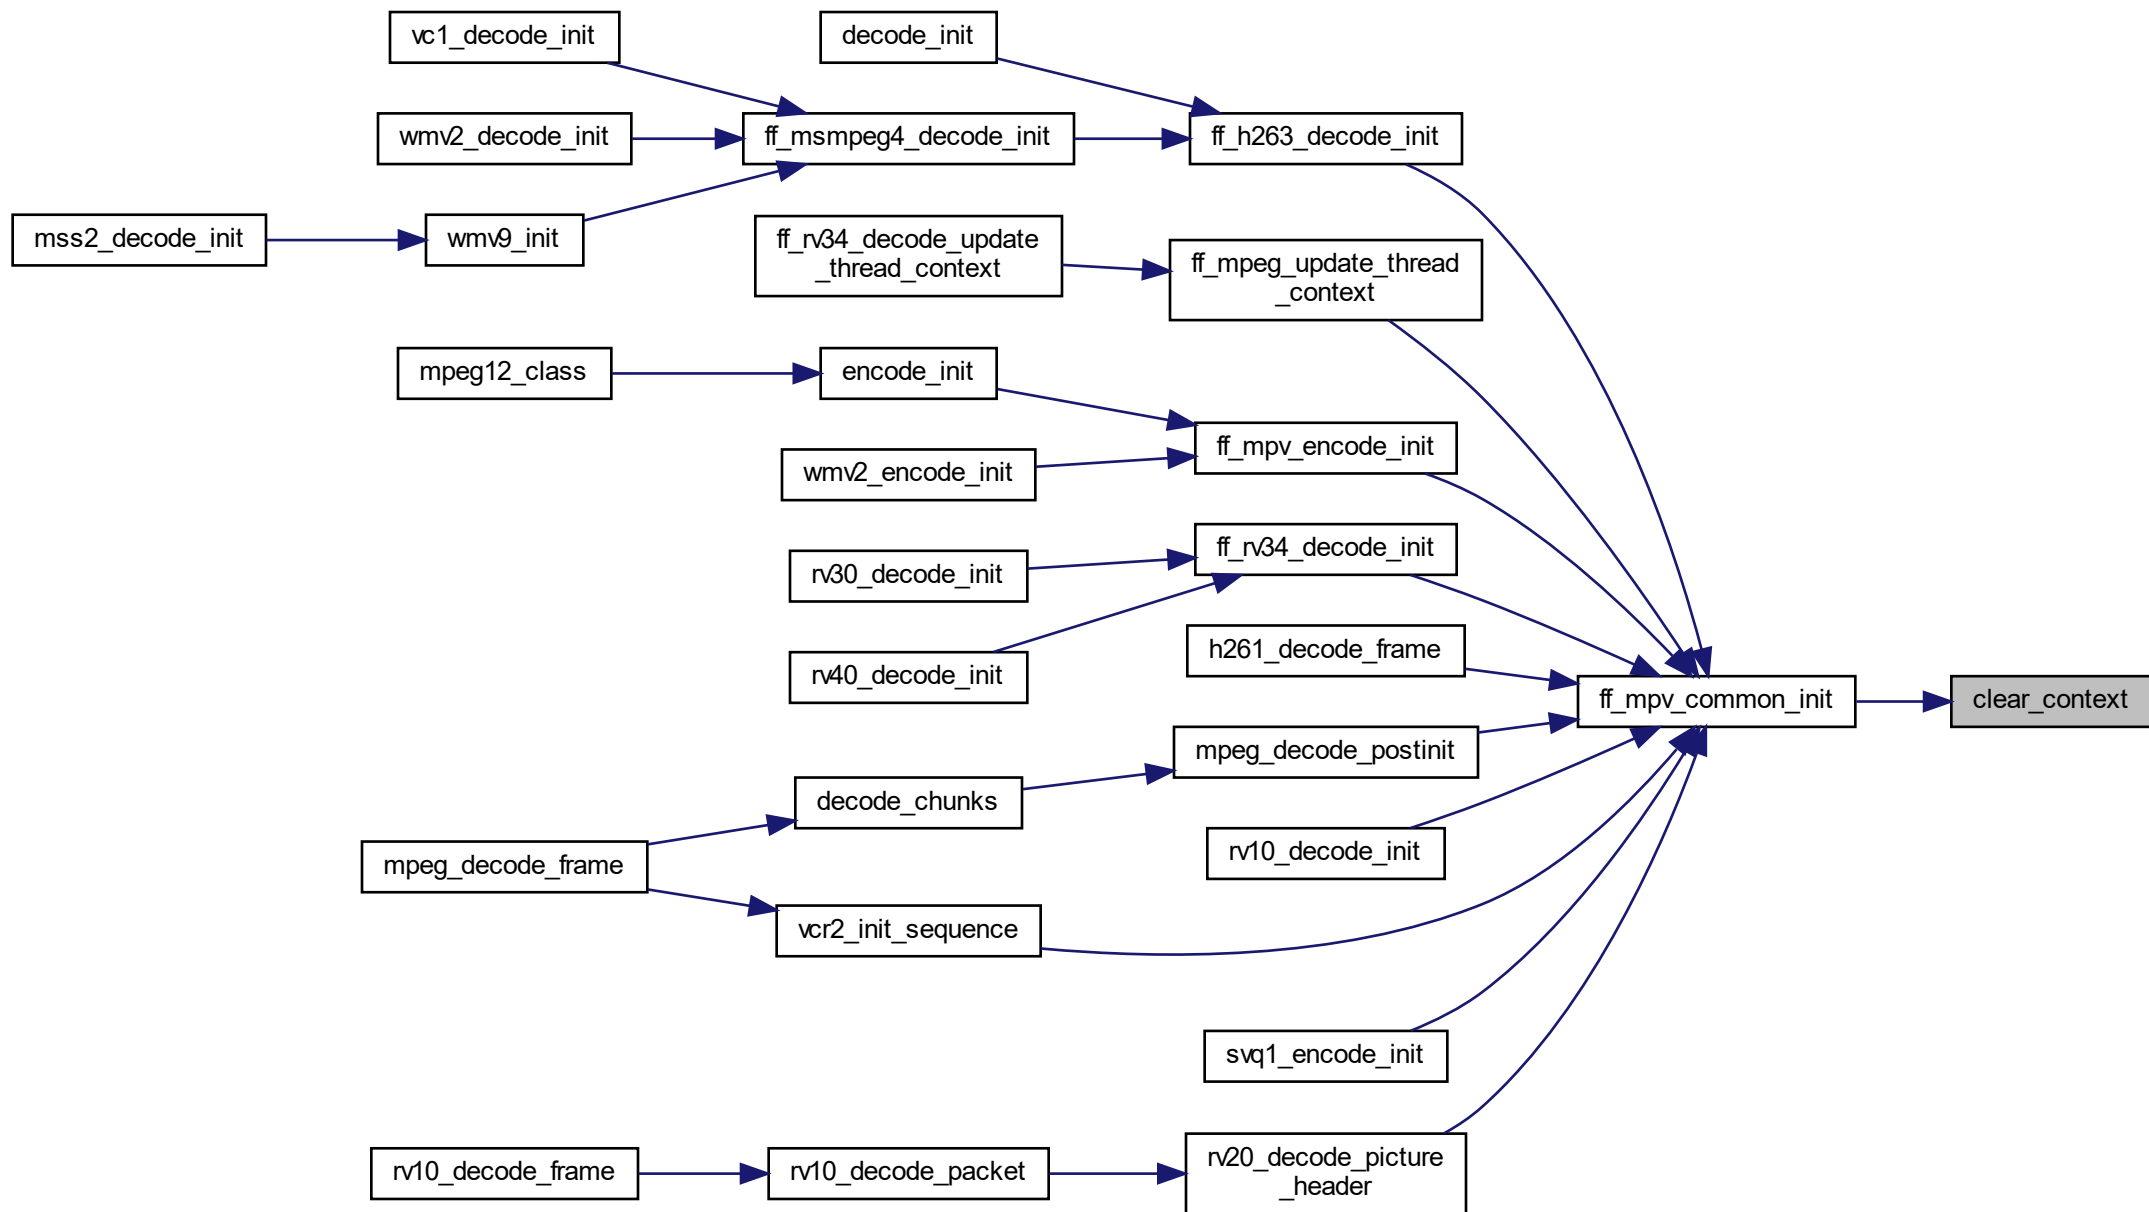 vc1_decode_init
decode_init
wmv2_decode_init
ff_msmpeg4_decode_init
ff_h263_decode_init
mss2_decode_init
wmv9_init
ff_rv34_decode_update
_thread_context
ff_mpeg_update_thread
_context
mpeg12_class
encode_init
ff_mpv_encode_init
wmv2_encode_init
ff_rv34_decode_init
rv30_decode_init
h261_decode_frame
rv40_decode_init
ff_mpv_common_init
clear_context
mpeg_decode_postinit
decode_chunks
rv10_decode_init
mpeg_decode_frame
vcr2_init_sequence
svq1_encode_init
rv10_decode_frame
rv10_decode_packet
rv20_decode_picture
_header